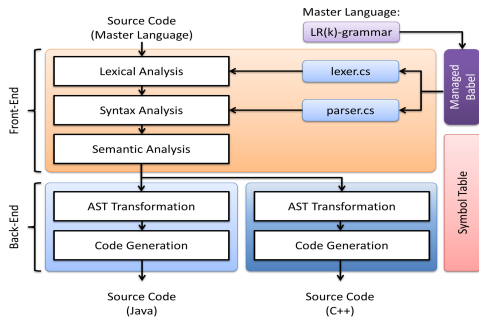 Source Code
(Master Language)
Master Language:
LR(k)-grammar
Front-End
Lexical Analysis
lexer.cs
Managed
Babel
Syntax Analysis
parser.cs
Semantic Analysis
Back-End
AST Transformation
AST Transformation
Symbol Table
Code Generation
Code Generation
Source Code
(Java)
Source Code
(C++)